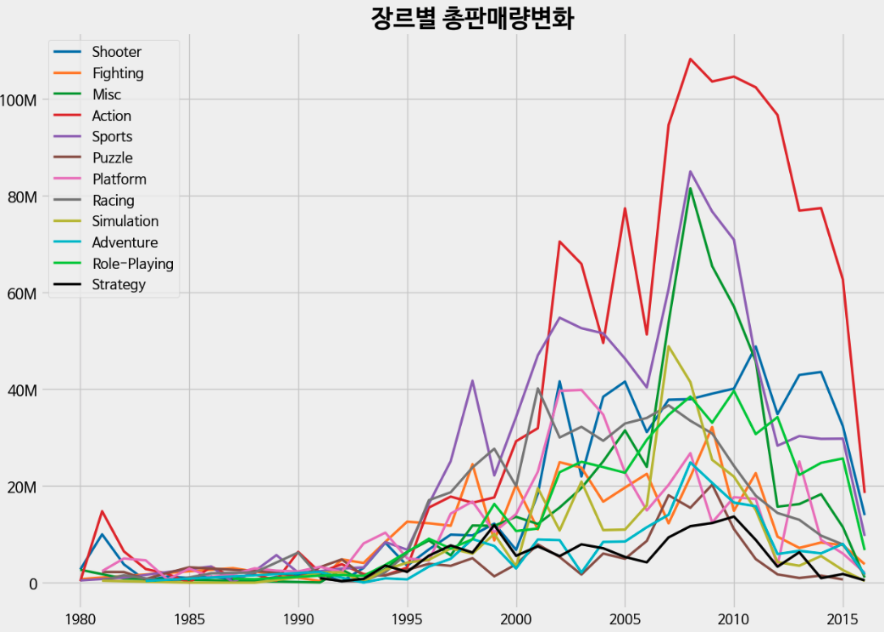 장르별 총판매량변화
Shooter
Fighting
Misc
Action
Sports
Puzzle
Platform
Racing
Simulation
Adventure
Role-Playing
Strategy
100M
80M
60M
40M
20M
0
1980 1985 1990 1995 2000 2005 2010 2015